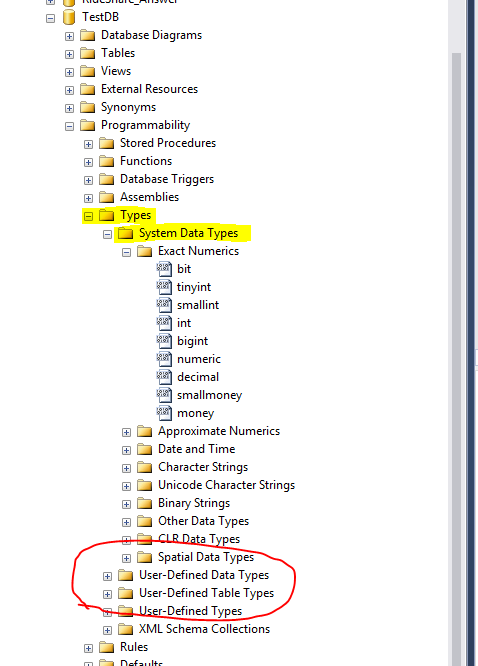 RideShare_Answer
TestDB
Database Diagrams
Tables
Views
External Resources
Synonyms
Programmability
Stored Procedures
Functions
Database Triggers
Assemblies
Types
System Data Types
Exact Numerics
bit
tinyint
smallint
int
bigint
numeric
decimal
smallmoney
money
Approximate Numerics
Date and Time
Character Strings
Unicode Character Strings
Binary Strings
Other Data Types
CLR Data Types
Spatial Data Types
User-Defined Data Types
User-Defined Table Types
User-Defined Types
XML Schema Collections
Rules
Defaults